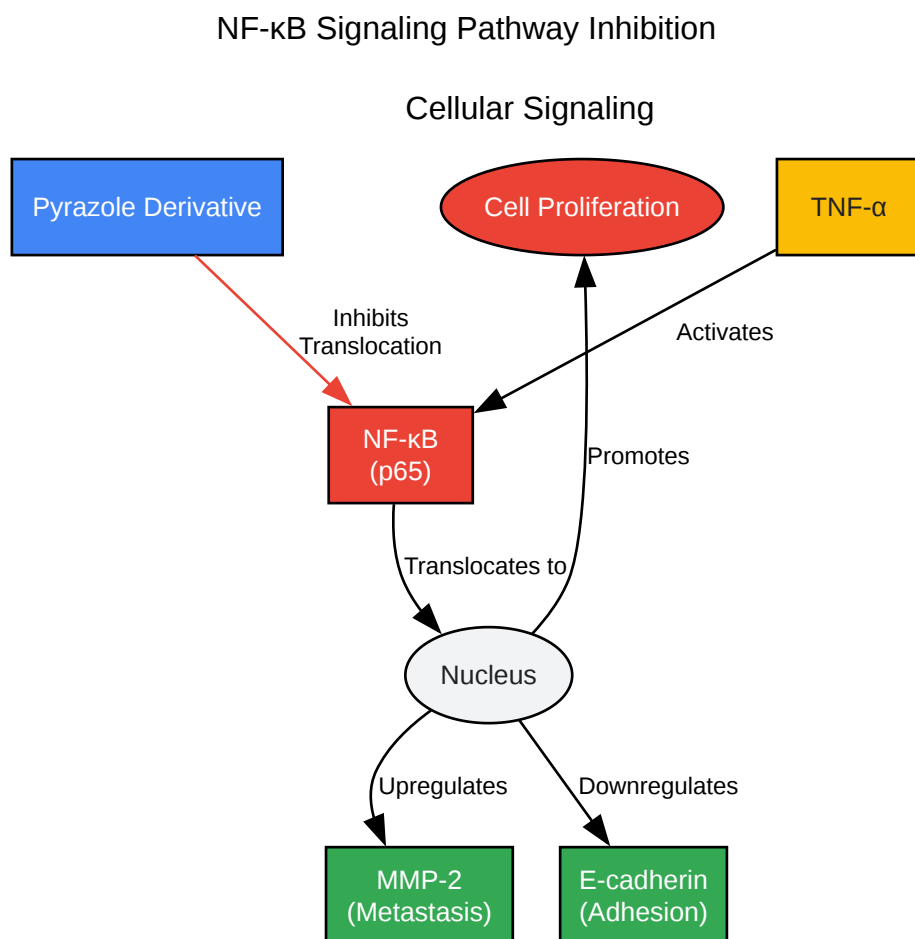 NF-κB Signaling Pathway Inhibition
Cellular Signaling
Pyrazole Derivative
Cell Proliferation
TNF-α
Inhibits
Translocation
Activates
NF-κB
(p65)
Promotes
Translocates to
Nucleus
Upregulates
Downregulates
MMP-2
(Metastasis)
E-cadherin
(Adhesion)